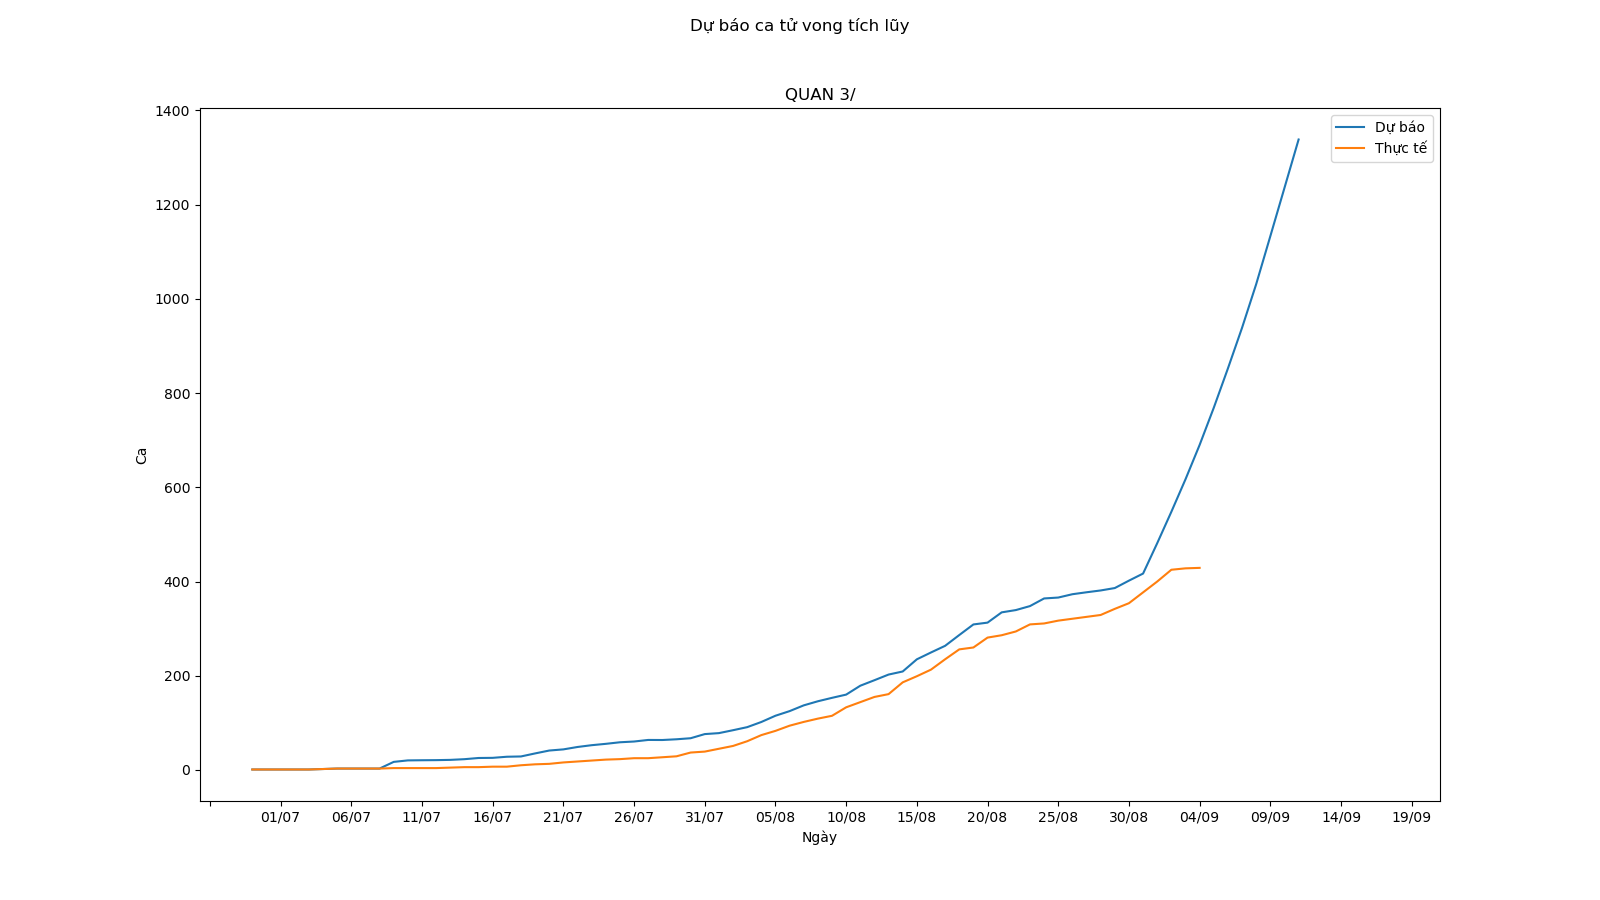 Dự báo ca tử vong tích lũy
QUAN 3/
1400
1200
1000
800
600
400
200
0
Ca
Dự báo
Thực tế
01/07 06/07 11/07 16/07 21/07 26/07 31/07 05/08 10/08 15/08 20/08 25/08 30/08 04/09 09/09 14/09 19/09
Ngày